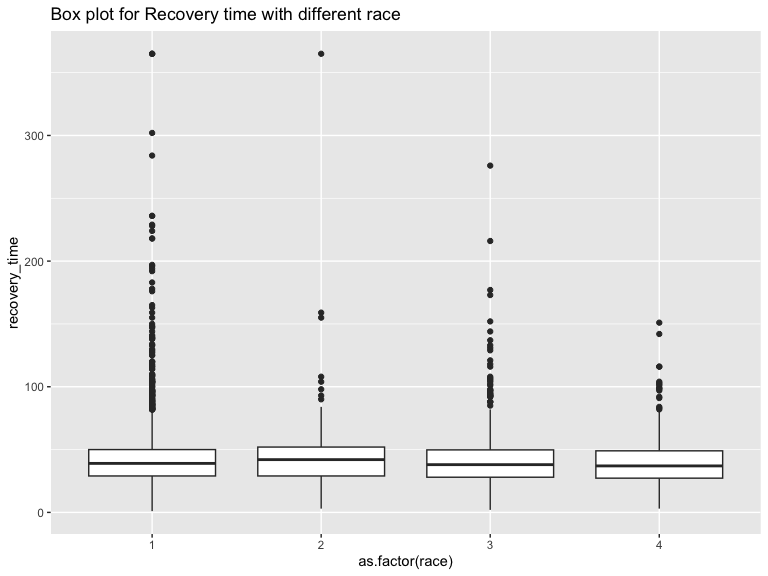 Box plot for Recovery time with different race
300
200
100
0
recovery_time
1 2 3 4
as.factor(race)